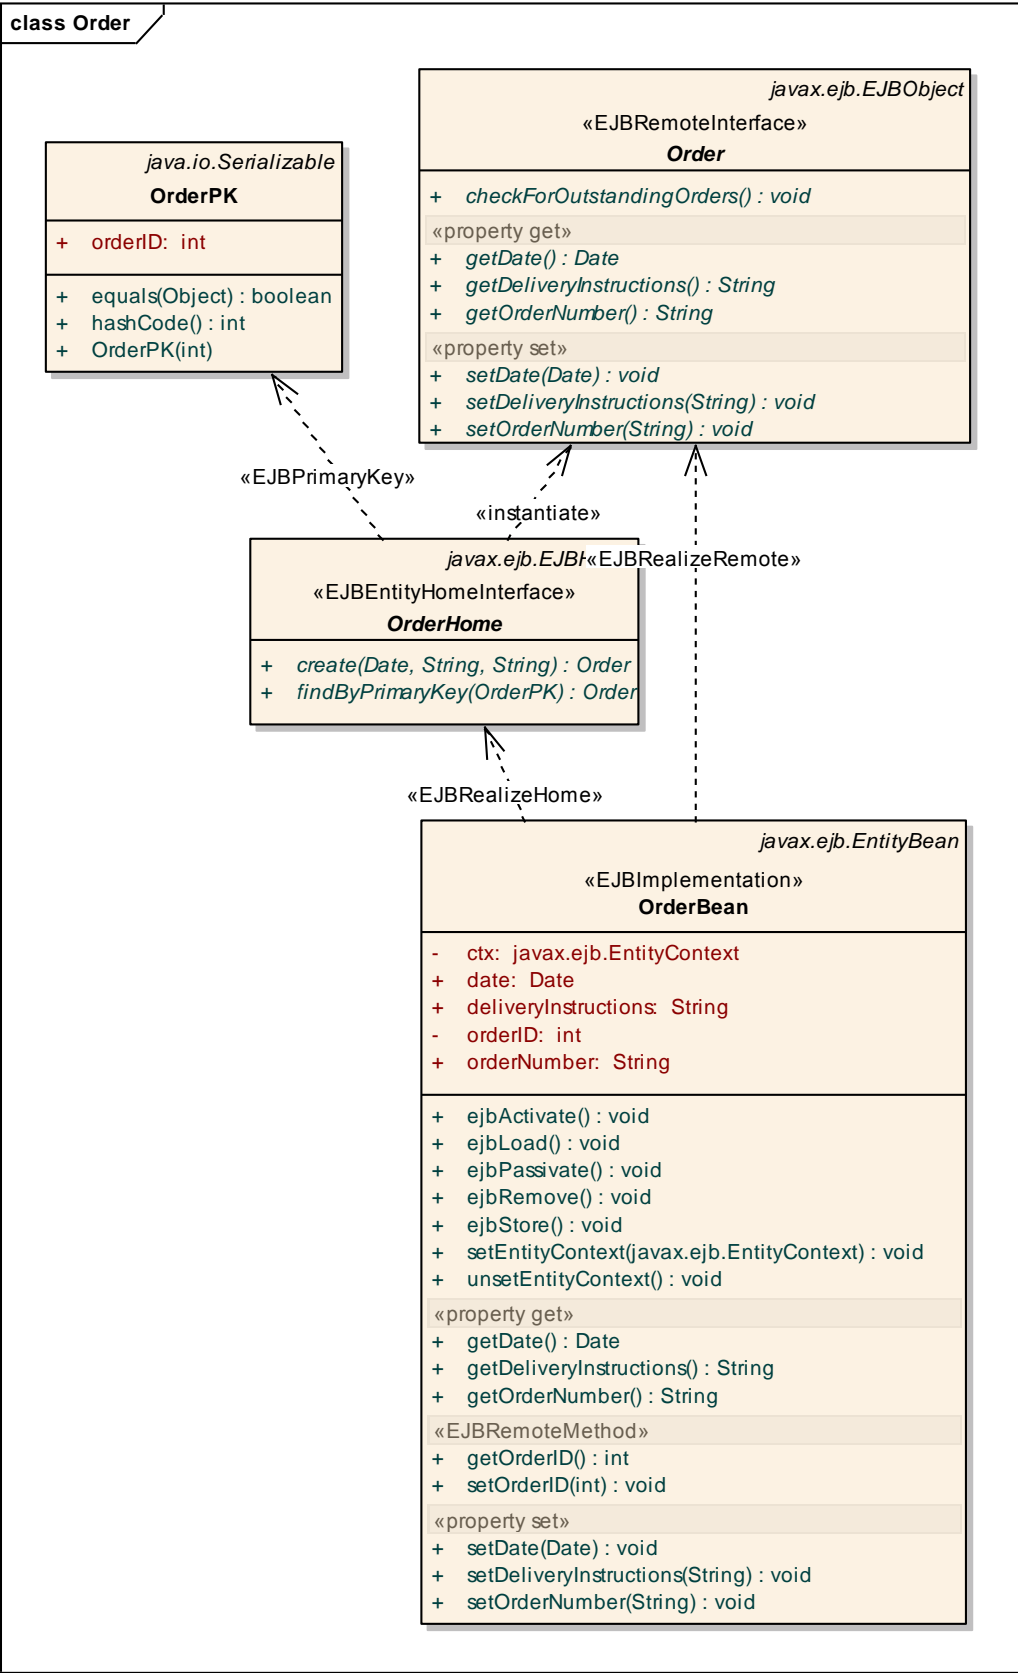 class Order
javax.ejb.EJBObject
«EJBRemoteInterface»
Order
+ checkForOutstandingOrders() : void
«property get»
+ getDate() : Date
+ getDeliveryInstructions() : String
+ getOrderNumber() : String
«property set»
+ setDate(Date) : void
+ setDeliveryInstructions(String) : void
+ setOrderNumber(String) : void
java.io.Serializable
OrderPK
+ orderID: int
+ equals(Object) : boolean
+ hashCode() : int
+ OrderPK(int)
«EJBPrimaryKey»
«instantiate»
javax.ejb.EJBH
«EJBRealizeRemote»
«EJBEntityHomeInterface»
OrderHome
+ create(Date, String, String) : Order
+ findByPrimaryKey(OrderPK) : Order
«EJBRealizeHome»
javax.ejb.EntityBean
«EJBImplementation»
OrderBean
- ctx: javax.ejb.EntityContext
+ date: Date
+ deliveryInstructions: String
- orderID: int
+ orderNumber: String
+ ejbActivate() : void
+ ejbLoad() : void
+ ejbPassivate() : void
+ ejbRemove() : void
+ ejbStore() : void
+ setEntityContext(javax.ejb.EntityContext) : void
+ unsetEntityContext() : void
«property get»
+ getDate() : Date
+ getDeliveryInstructions() : String
+ getOrderNumber() : String
«EJBRemoteMethod»
+ getOrderID() : int
+ setOrderID(int) : void
«property set»
+ setDate(Date) : void
+ setDeliveryInstructions(String) : void
+ setOrderNumber(String) : void